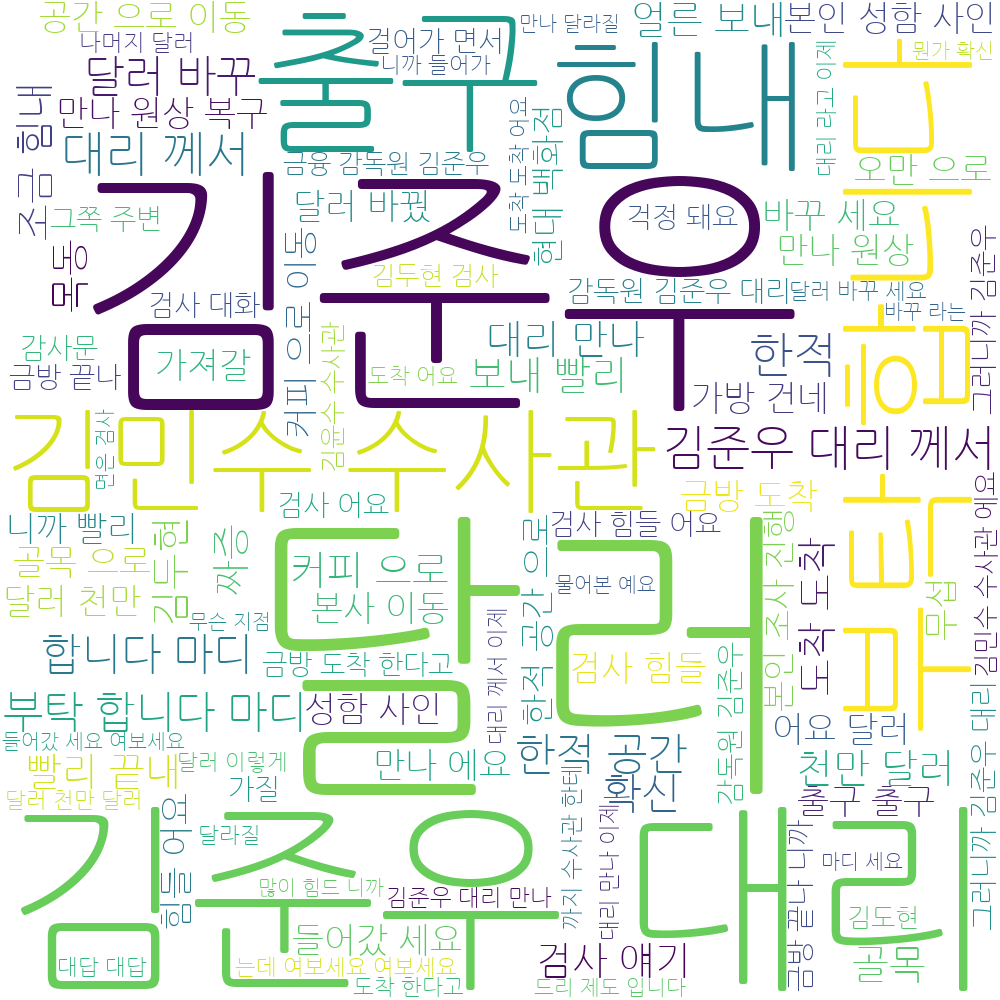 공간 으로 이동
나머지 달러
달러 바꾸
만나 원상 복구
대리 께서
힘내
조금 힘내
그쪽 주변
목동
출구
걸어가 면서
니까 들어가
만나 달라질
얼른 보내
본인 성함 사인
뭔가 확신
대리 라고 이제
합니다
오만 으로
금융 감독원 김준우
달러 바꿨
도착 도착 어요
현대 백화점
걱정 돼요
바꾸 세요
만나 원상
김준우
김두현 검사
검사 대화
커피 으로 이동
감독원 김준우 대리
달러 바꾸 세요
바꾸 라는
그러니까 김준우
감사문
금방 끝나
가져갈
대리 만나
도착 어요
보내 빨리
한적
가방 건네
김윤수 수사관
김민수 수사관
연은 검사
김준우 대리 께서
검사 어요
금방 도착
니까 빨리
골목 으로
달러 천만
김두현
짜증
검사 힘들 어요
부탁
커피 으로
본사 이동
무슨 지점
달러
물어본 예요
한적 공간 으로
본인 조사 진행
도착 도착
무섭
김민수 수사관 에요
합니다 마디
금방 도착 한다고
검사 힘들
대리 께서 이제
감독원 김준우
부탁 합니다 마디
성함 사인
어요 달러
들어갔 세요 여보세요
빨리 끝내
달러 이렇게
만나 에요
한적 공간
천만 달러
가질
확신
출구 출구
달러 천만 달러
힘들 어요
달라질
까지 수사관 한테
대리 만나 이제
금방 끝나 니까
그러니까 김준우 대리
마디 세요
김준우 대리
많이 힘드 니까
김준우 대리 만나
김도현
들어갔 세요
대답 대답
는데 여보세요 여보세요
검사 얘기
골목
도착 한다고
드리 제도 입니다